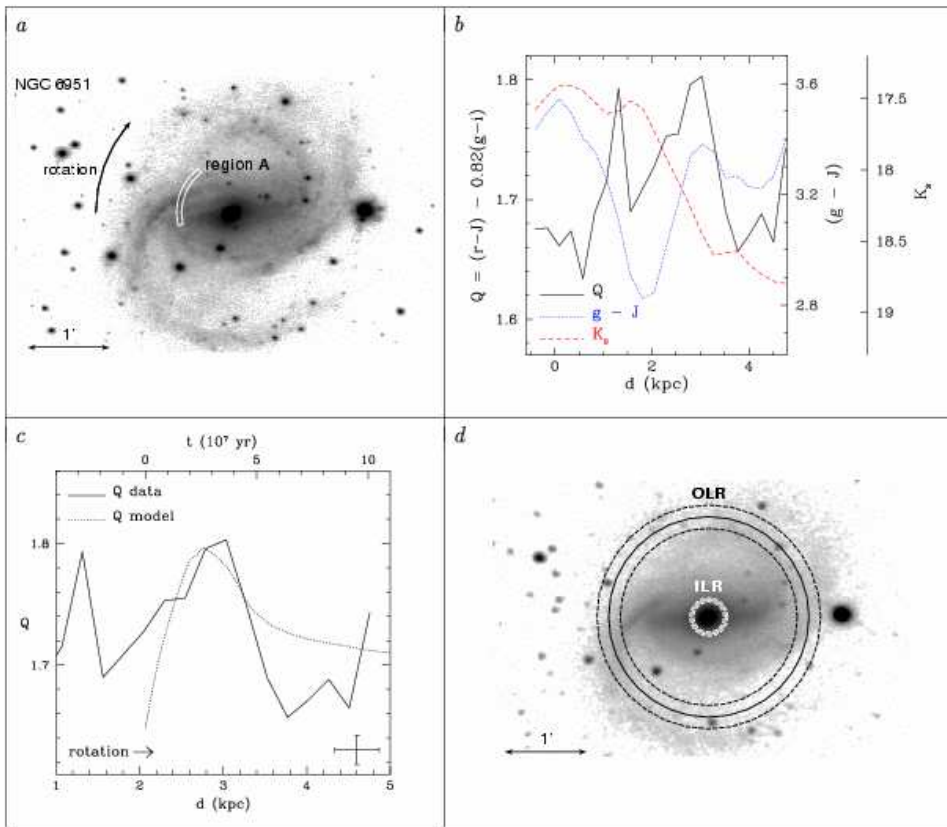 a
NGC 6951
rotation
region A
1'
b
1.8
1.7
1.6
Q = (r-J) - 0.82(g-i)
3.6
3.2
2.8
(g - J)
17.5
18
18.5
19
K_s
Q
g - J
K_s
0 2 4
d (kpc)
c
t (10⁷ yr)
0 5 10
Q data
Q model
1.8
Q
1.7
rotation →
1 2 3 4 5
d (kpc)
d
OLR
ILR
1'